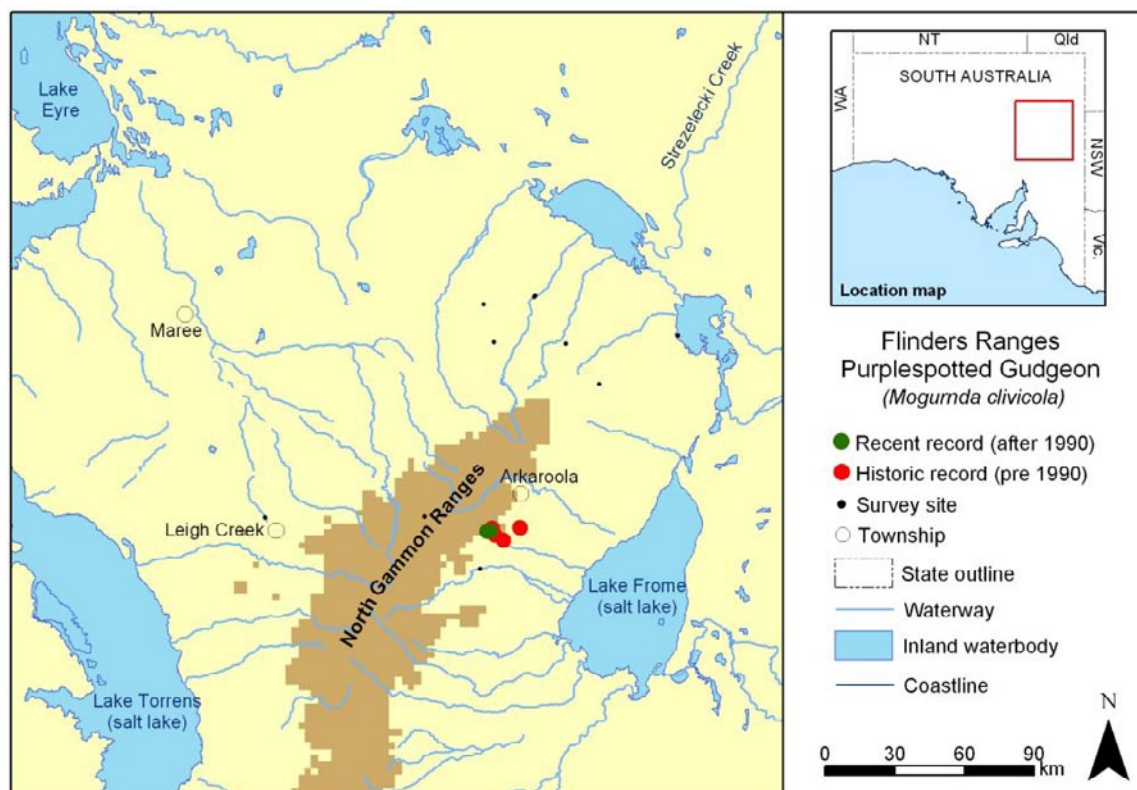 Lake
Eyre
Strezelecki Creek
Maree
Leigh Creek
Arkaroola
North Gammon Ranges
Lake Frome
(salt lake)
Lake Torrens
(salt lake)
NT
Qld
SOUTH AUSTRALIA
WA
NSW
Vic.
Location map
Flinders Ranges
Purplespotted Gudgeon
(Mogurnda clivicola)
Recent record (after 1990)
Historic record (pre 1990)
Survey site
Township
State outline
Waterway
Inland waterbody
Coastline
N
0 30 60 90
km